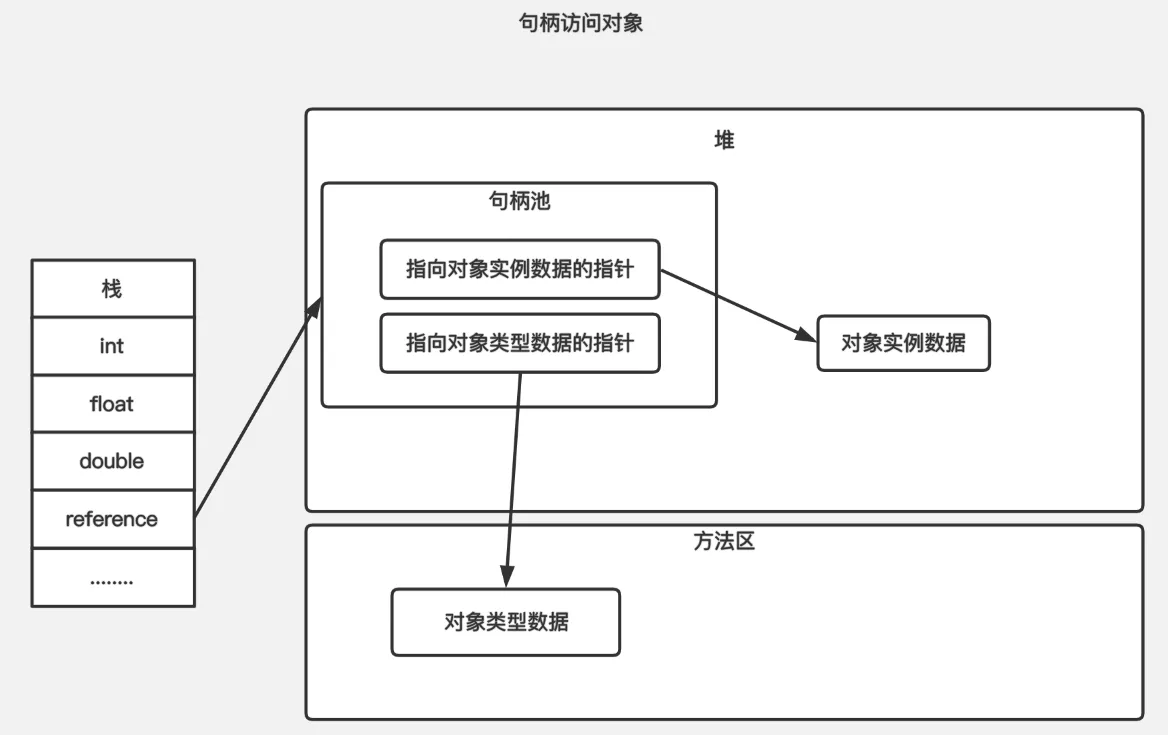 句柄访问对象
堆
句柄池
指向对象实例数据的指针
指向对象类型数据的指针
对象实例数据
栈
int
float
double
reference
........
方法区
对象类型数据